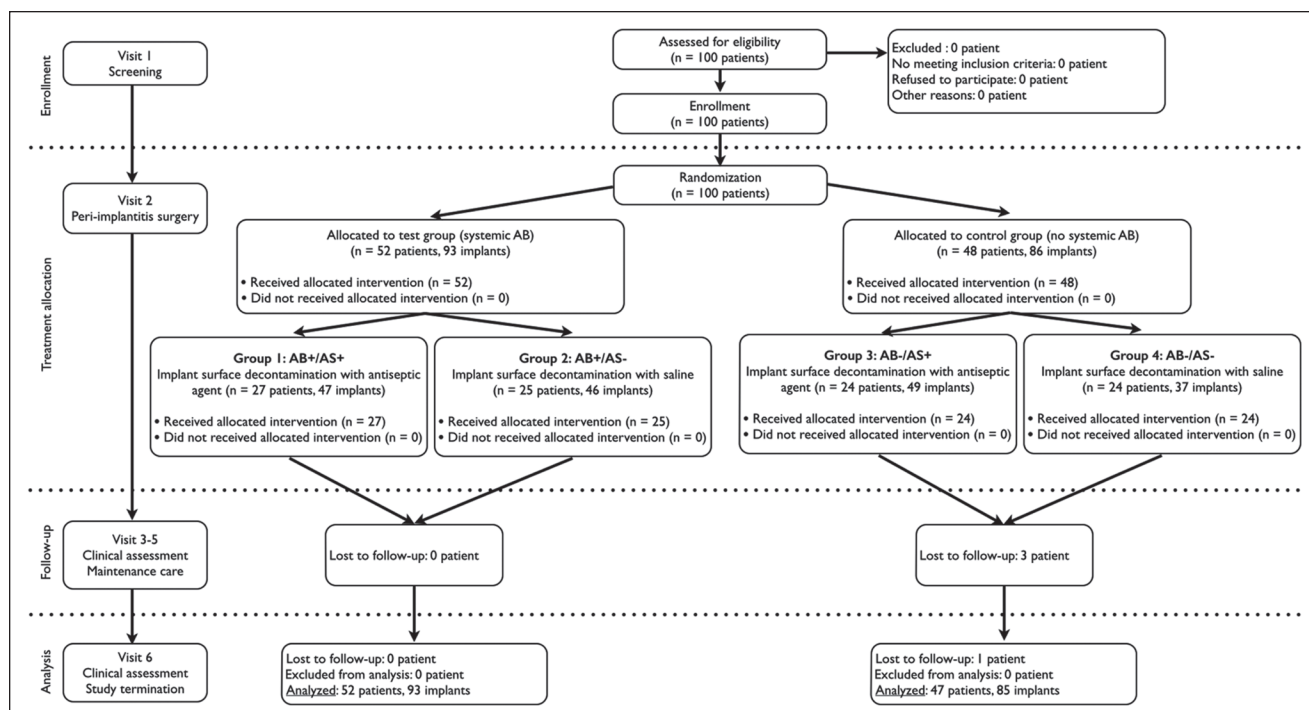 Enrollment
Visit 1
Screening
Assessed for eligibility
(n = 100 patients)
Excluded : 0 patient
No meeting inclusion criteria: 0 patient
Refused to participate: 0 patient
Other reasons: 0 patient
Enrollment
(n = 100 patients)
Treatment allocation
Visit 2
Peri-implantitis surgery
Randomization
(n = 100 patients)
Allocated to test group (systemic AB)
(n = 52 patients, 93 implants)
• Received allocated intervention (n = 52)
• Did not received allocated intervention (n = 0)
Allocated to control group (no systemic AB)
(n = 48 patients, 86 implants)
• Received allocated intervention (n = 48)
• Did not received allocated intervention (n = 0)
Group 1: AB+/AS+
Implant surface decontamination with antiseptic
agent (n = 27 patients, 47 implants)
• Received allocated intervention (n = 27)
• Did not received allocated intervention (n = 0)
Group 2: AB+/AS-
Implant surface decontamination with saline
(n = 25 patients, 46 implants)
• Received allocated intervention (n = 25)
• Did not received allocated intervention (n = 0)
Group 3: AB-/AS+
Implant surface decontamination with antiseptic
agent (n = 24 patients, 49 implants)
• Received allocated intervention (n = 24)
• Did not received allocated intervention (n = 0)
Group 4: AB-/AS-
Implant surface decontamination with saline
(n = 24 patients, 37 implants)
• Received allocated intervention (n = 24)
• Did not received allocated intervention (n = 0)
Follow-up
Visit 3-5
Clinical assessment
Maintenance care
Lost to follow-up: 0 patient
Lost to follow-up: 3 patient
Analysis
Visit 6
Clinical assessment
Study termination
Lost to follow-up: 0 patient
Excluded from analysis: 0 patient
Analyzed: 52 patients, 93 implants
Lost to follow-up: 1 patient
Excluded from analysis: 0 patient
Analyzed: 47 patients, 85 implants